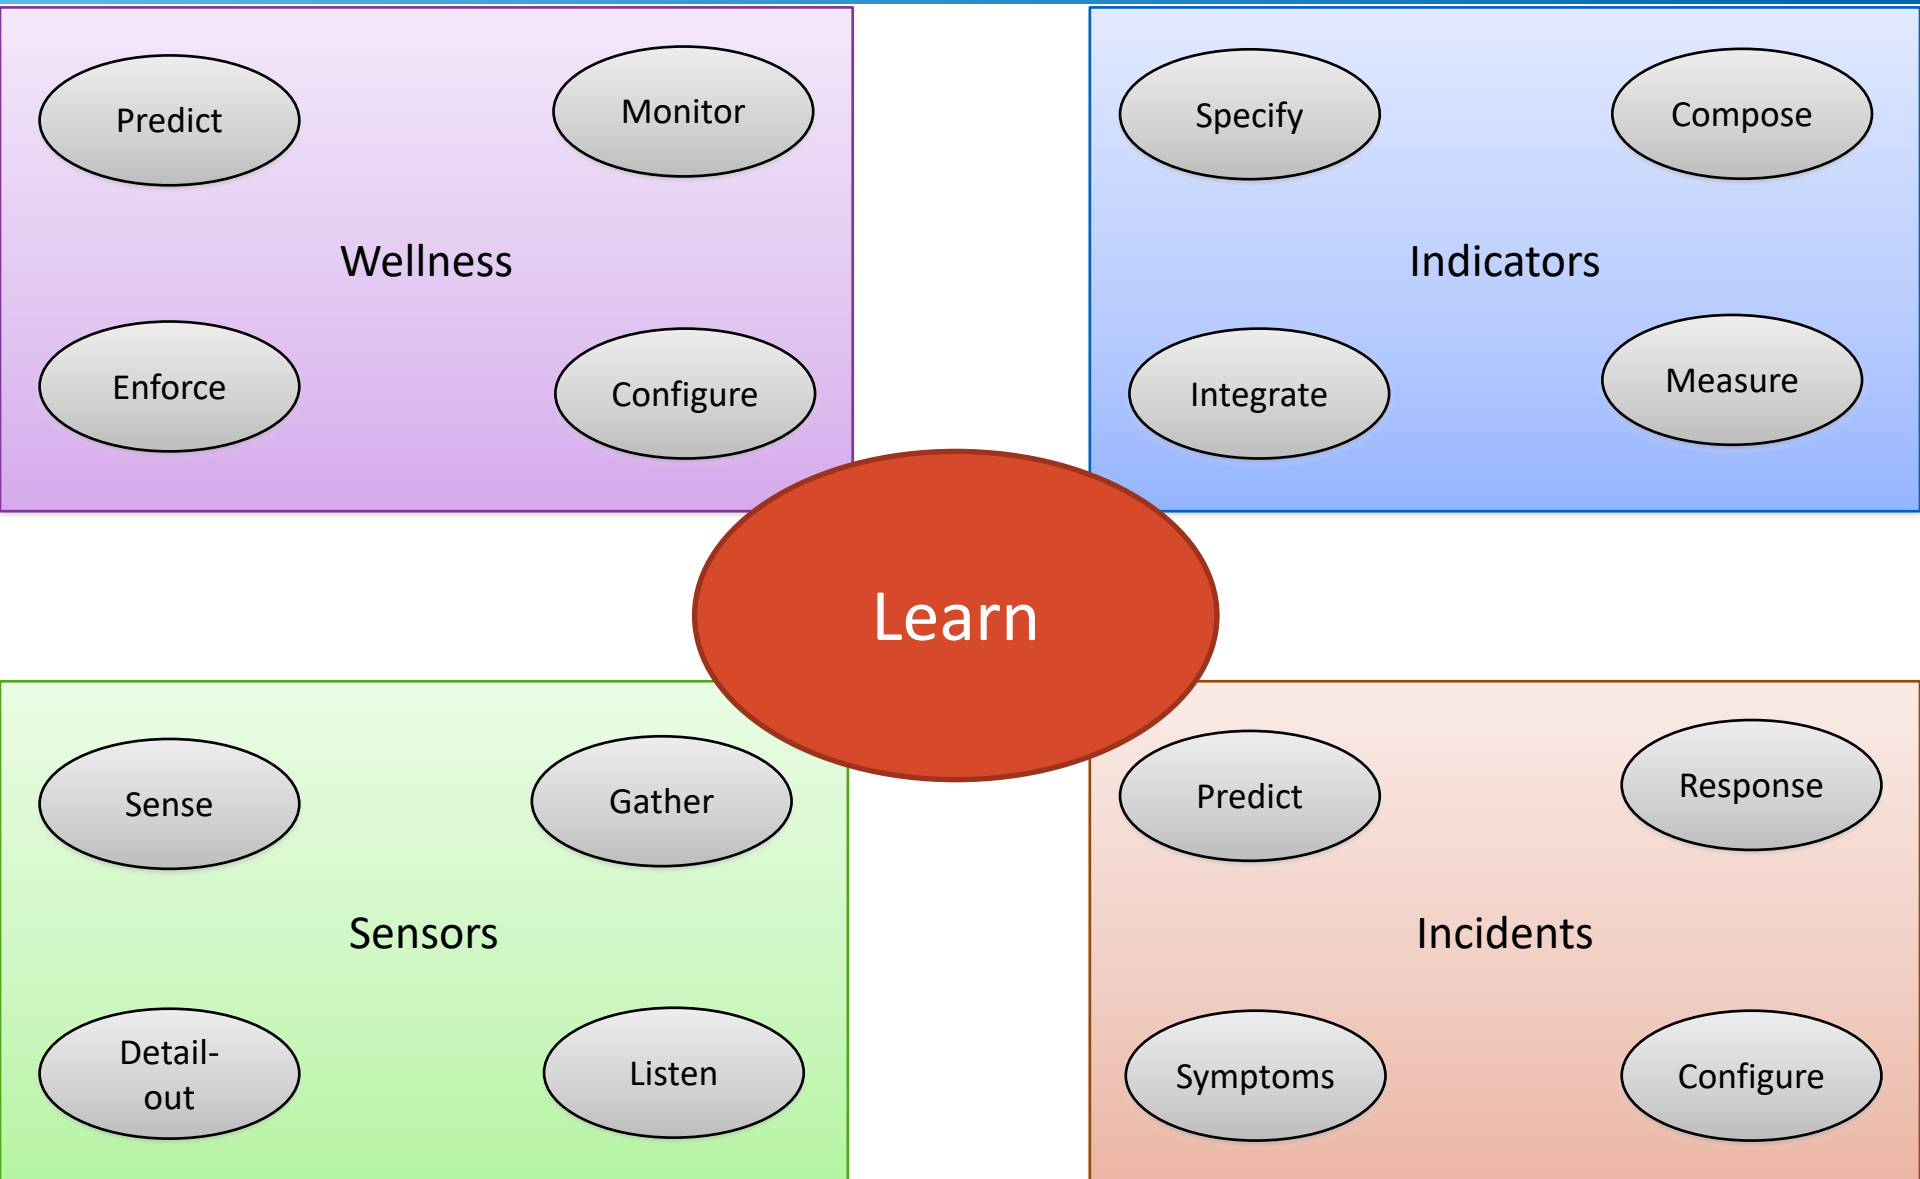 Predict
Monitor
Wellness
Enforce
Configure
Specify
Compose
Indicators
Integrate
Measure
Learn
Sense
Gather
Sensors
Detail-
out
Listen
Predict
Response
Incidents
Symptoms
Configure